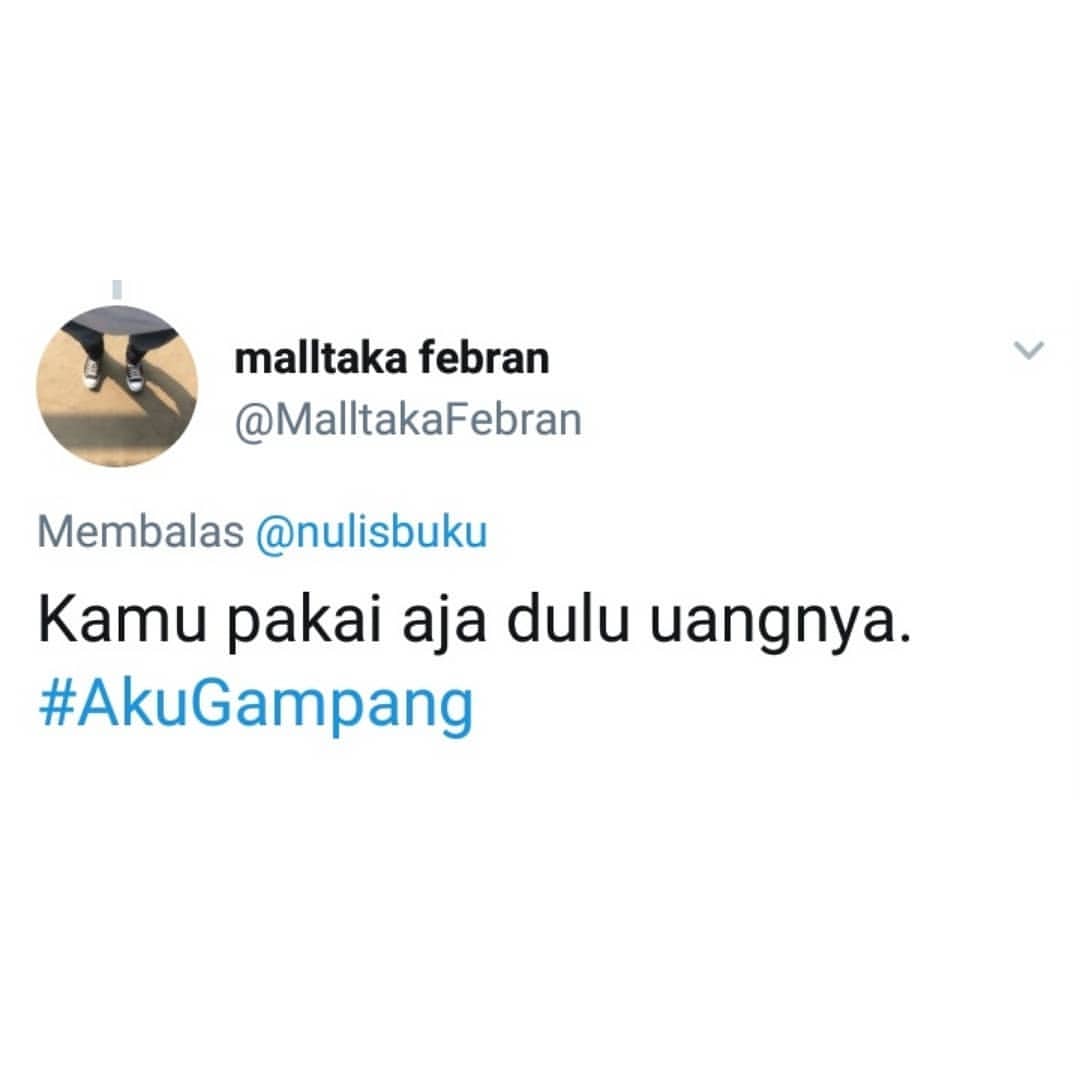 malltaka febran
@MalltakaFebran
Membalas @nulisbuku
Kamu pakai aja dulu uangnya.
#AkuGampang